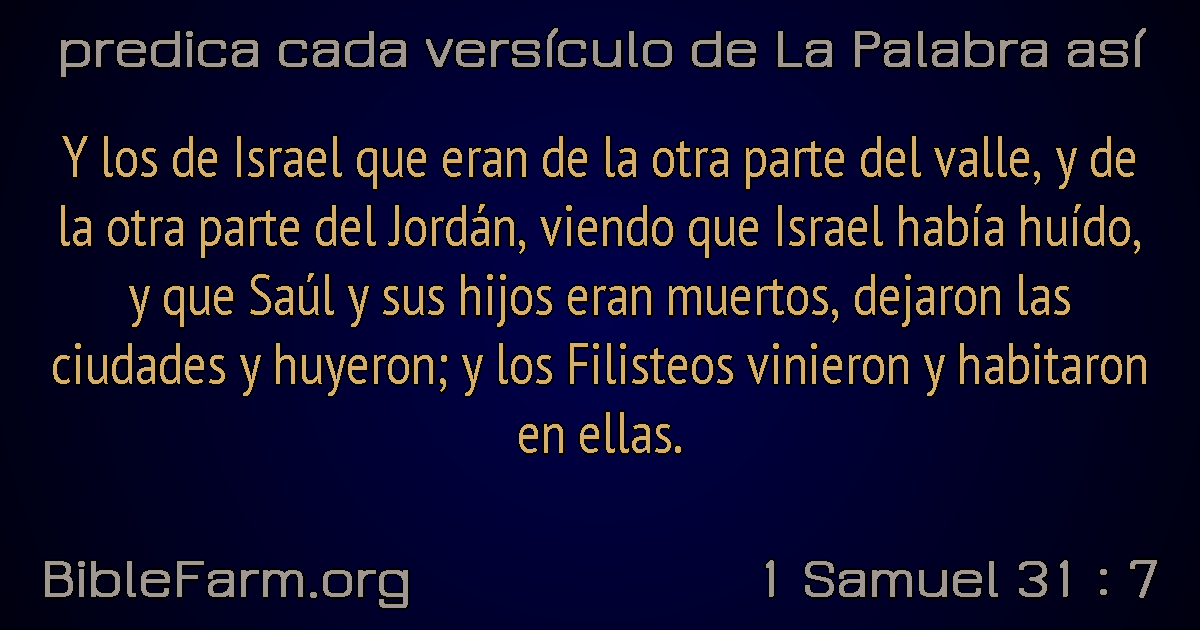 predica cada versículo de La Palabra así
Y los de Israel que eran de la otra parte del valle, y de
la otra parte del Jordán, viendo que Israel había huído,
y que Saúl y sus hijos eran muertos, dejaron las
ciudades y huyeron; y los Filisteos vinieron y habitaron
en ellas.
BibleFarm.org
1 Samuel 31 : 7